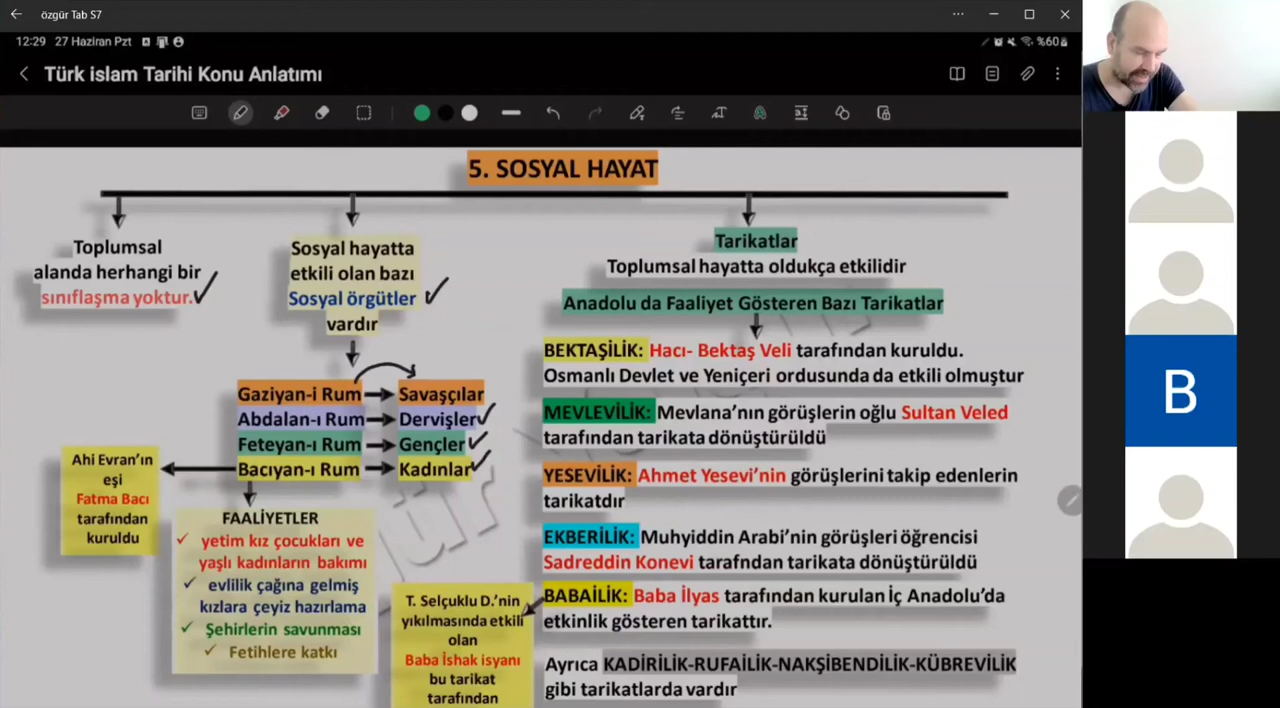 özgür Tab S7
12:29 27 Haziran Pzt
%60
Türk islam Tarihi Konu Anlatımı
5. SOSYAL HAYAT
Toplumsal
alanda herhangi bir
sınıflaşma yoktur.
Sosyal hayatta
etkili olan bazı
Sosyal örgütler
vardır
Gaziyan-i Rum Savaşçılar
Abdalan-ı Rum Dervişler
Feteyan-ı Rum Gençler
Bacıyan-ı Rum Kadınlar
Ahi Evran’ın
eşi
Fatma Bacı
tarafından
kuruldu
FAALİYETLER
yetim kız çocukları ve
yaşlı kadınların bakımı
evlilik çağına gelmiş
kızlara çeyiz hazırlama
Şehirlerin savunması
Fetihlere katkı
Tarikatlar
Toplumsal hayatta oldukça etkilidir
Anadolu da Faaliyet Gösteren Bazı Tarikatlar
BEKTAŞİLİK: Hacı- Bektaş Veli tarafından kuruldu.
Osmanlı Devlet ve Yeniçeri ordusunda da etkili olmuştur
MEVLEVİLİK: Mevlana’nın görüşlerin oğlu Sultan Veled
tarafından tarikata dönüştürüldü
YESEVİLİK: Ahmet Yesevi’nin görüşlerini takip edenlerin
tarikatdır
EKBERİLİK: Muhyiddin Arabi’nin görüşleri öğrencisi
Sadreddin Konevi tarafndan tarikata dönüştürüldü
BABAİLİK: Baba İlyas tarafından kurulan İç Anadolu’da
etkinlik gösteren tarikattır.
T. Selçuklu D.’nin
yıkılmasında etkili
olan
Baba İshak isyanı
bu tarikat
tarafından
Ayrıca KADİRİLİK-RUFAİLİK-NAKŞİBENDİLİK-KÜBREVİLİK
gibi tarikatlarda vardır
B